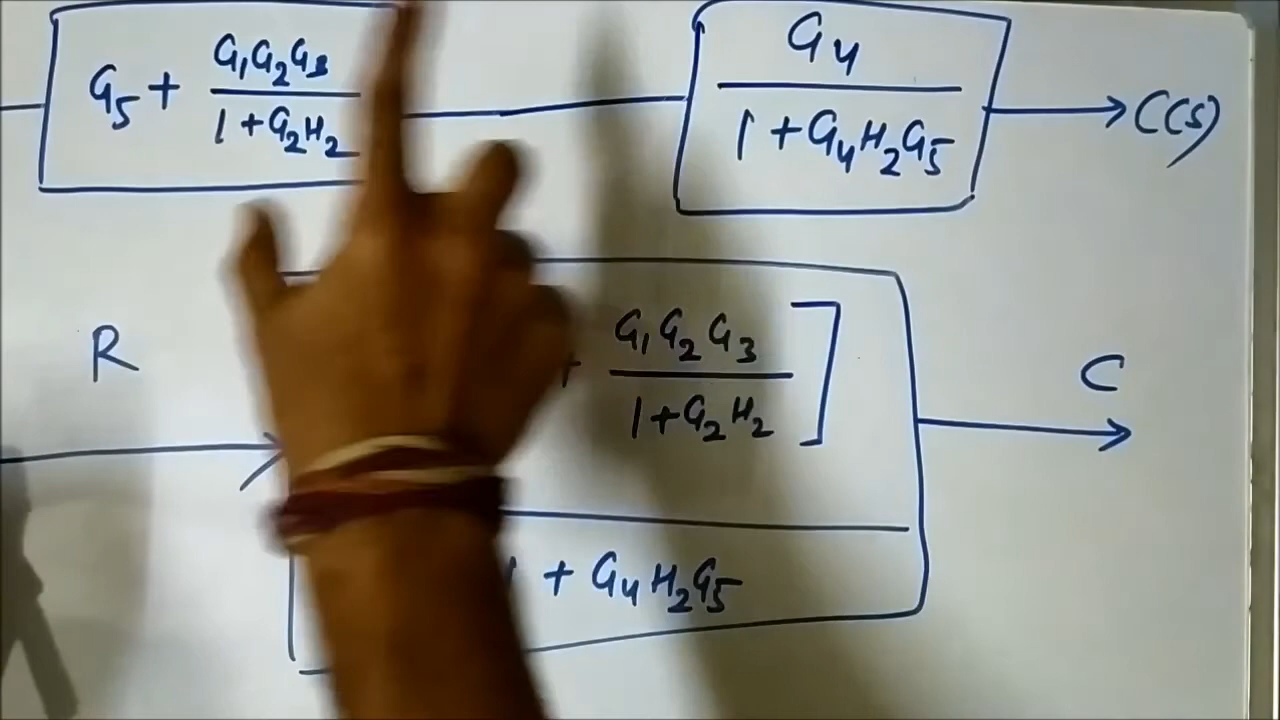 G5 + G1G2G3 / 1+G2H2
G4 / 1+G4H2G5
C(s)
R
+ G1G2G3 / 1+G2H2 ]
C
+ G4H2G5